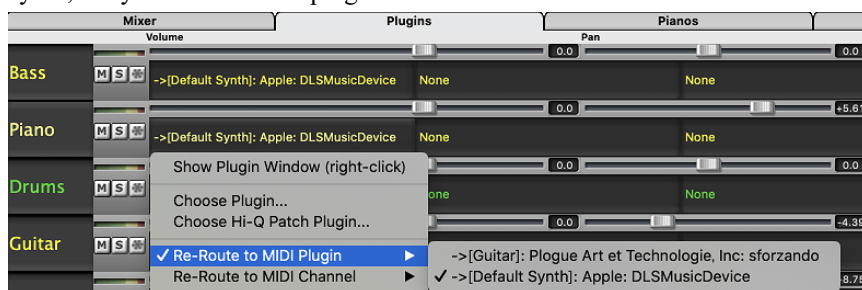 Mixer Plugins Pianos
Volume Pan
0.0 0.0
Bass M S ->[Default Synth]: Apple: DLSMusicDevice None None
0.0 +5.61
Piano M S ->[Default Synth]: Apple: DLSMusicDevice None None
Show Plugin Window (right-click) 0.0 0.0
Drums M S Choose Plugin... None
Choose Hi-Q Patch Plugin... 0.0 -4.39
Guitar M S ✓ Re-Route to MIDI Plugin ▶ ->[Guitar]: Plogue Art et Technologie, Inc: sforzando
Re-Route to MIDI Channel ▶ ✓ ->[Default Synth]: Apple: DLSMusicDevice